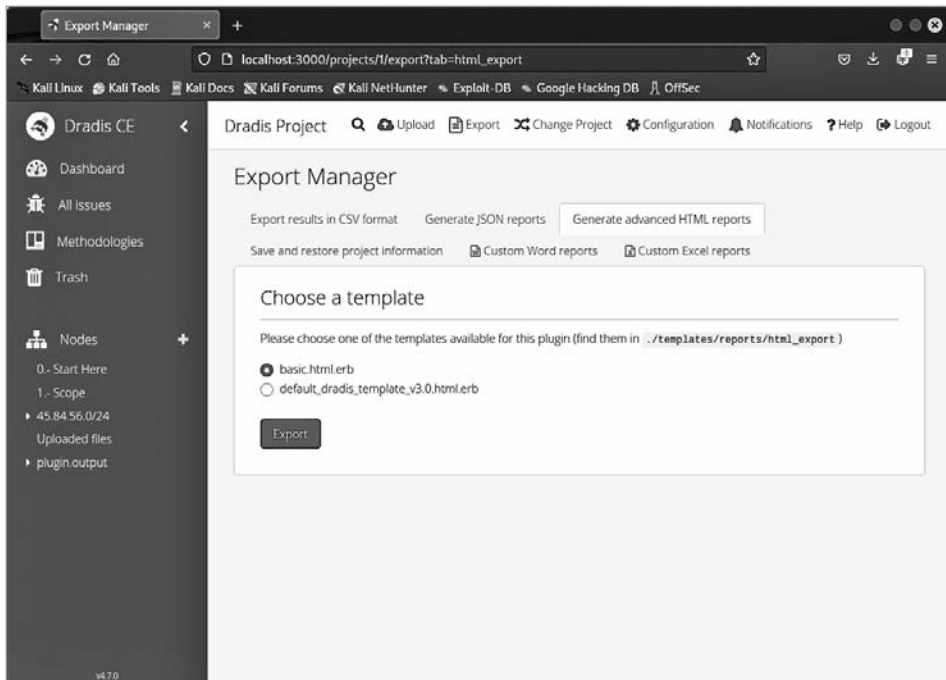 Export Manager
localhost:3000/projects/1/export?tab=html_export
Kali Linux Kali Tools Kali Docs Kali Forums Kali NetHunter Exploit-DB Google Hacking DB OffSec
Dradis CE
Dradis Project Upload Export Change Project Configuration Notifications ? Help Logout
Dashboard
All issues
Methodologies
Trash
Nodes
0.- Start Here
1.- Scope
45.84.56.0/24
Uploaded files
plugin.output
v4.7.0
Export Manager
Export results in CSV format Generate JSON reports Generate advanced HTML reports
Save and restore project information Custom Word reports Custom Excel reports
Choose a template
Please choose one of the templates available for this plugin (find them in ./templates/reports/html_export)
basic.html.erb
default_dradis_template_v3.0.html.erb
Export